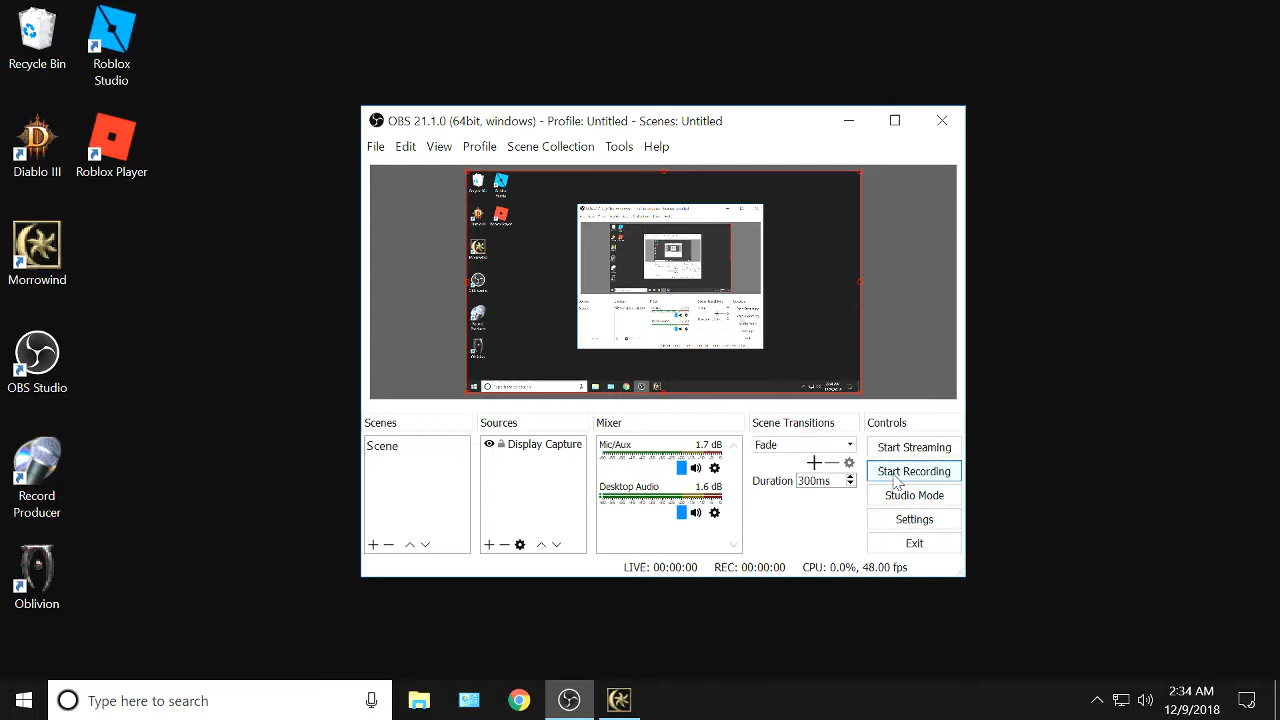 Recycle Bin
Roblox
Studio
Diablo III
Roblox Player
Morrowind
OBS Studio
Record
Producer
Oblivion
OBS 21.1.0 (64bit, windows) - Profile: Untitled - Scenes: Untitled
File Edit View Profile Scene Collection Tools Help
Scenes
Scene
Sources
Display Capture
Mixer
Mic/Aux 1.7 dB
Desktop Audio 1.6 dB
Scene Transitions
Fade
Duration 300ms
Controls
Start Streaming
Start Recording
Studio Mode
Settings
Exit
LIVE: 00:00:00 REC: 00:00:00 CPU: 0.0%, 48.00 fps
Type here to search
2:34 AM
12/9/2018